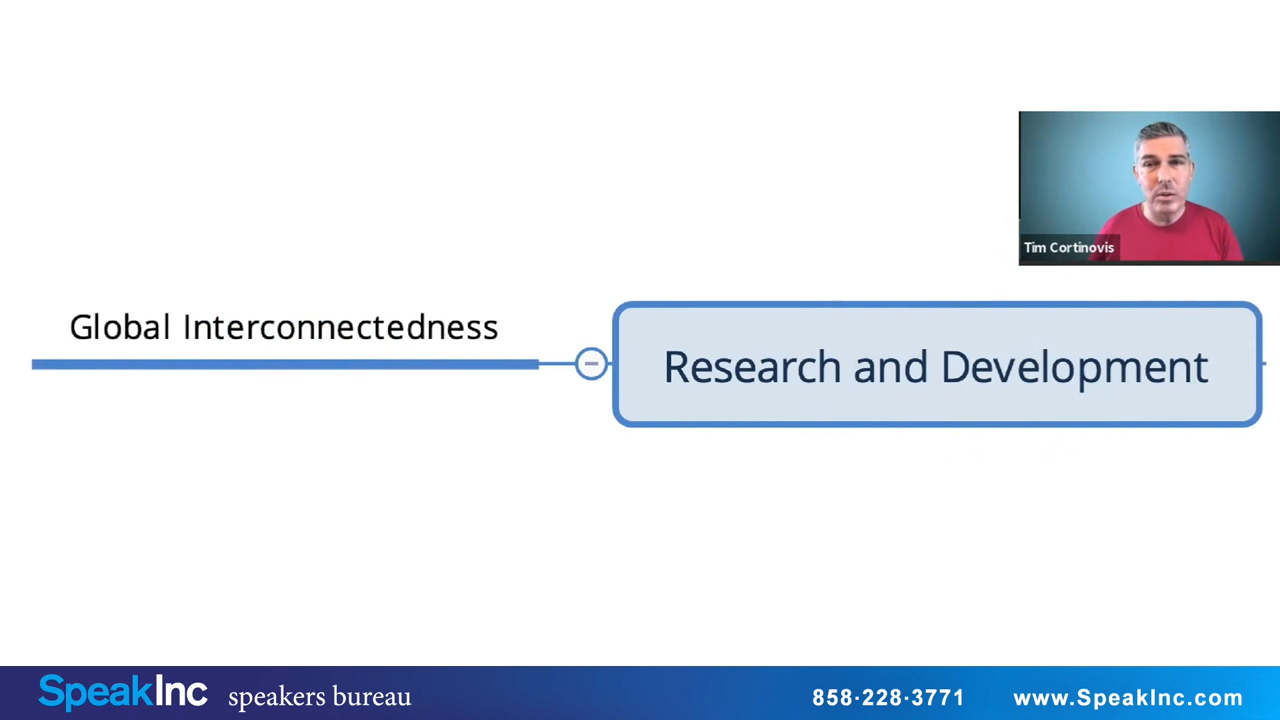 Tim Cortinovis
Global Interconnectedness
Research and Development
SpeakInc speakers bureau
858·228·3771
www.SpeakInc.com